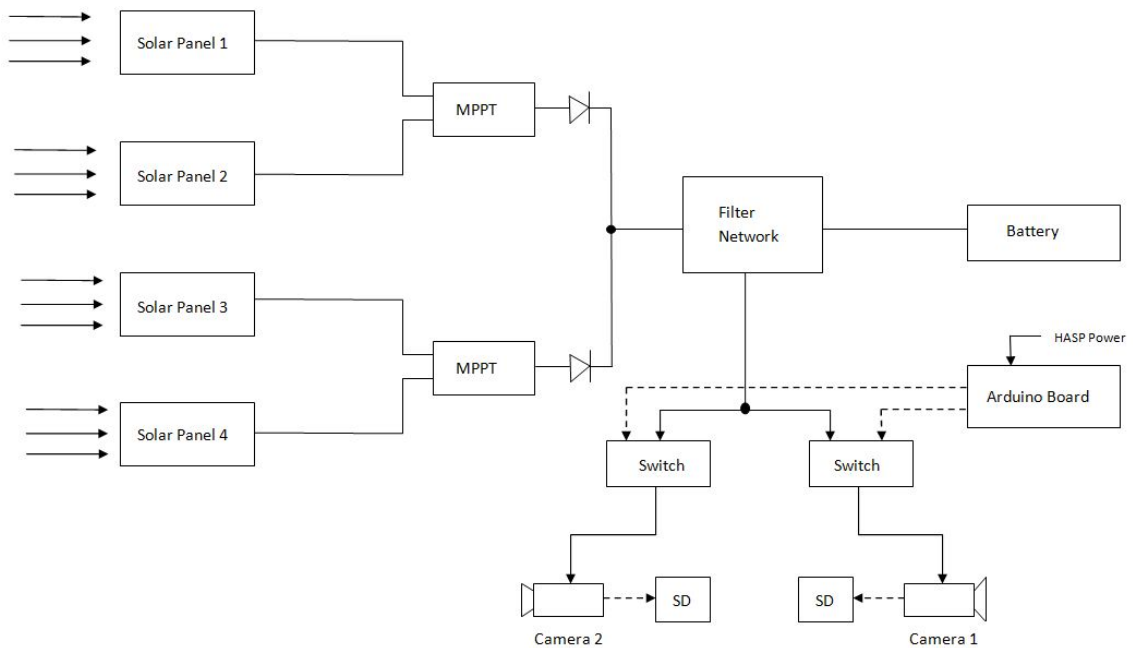 Solar Panel 1
MPPT
Solar Panel 2
Filter
Network
Battery
Solar Panel 3
HASP Power
MPPT
Arduino Board
Solar Panel 4
Switch
Switch
SD
SD
Camera 2
Camera 1